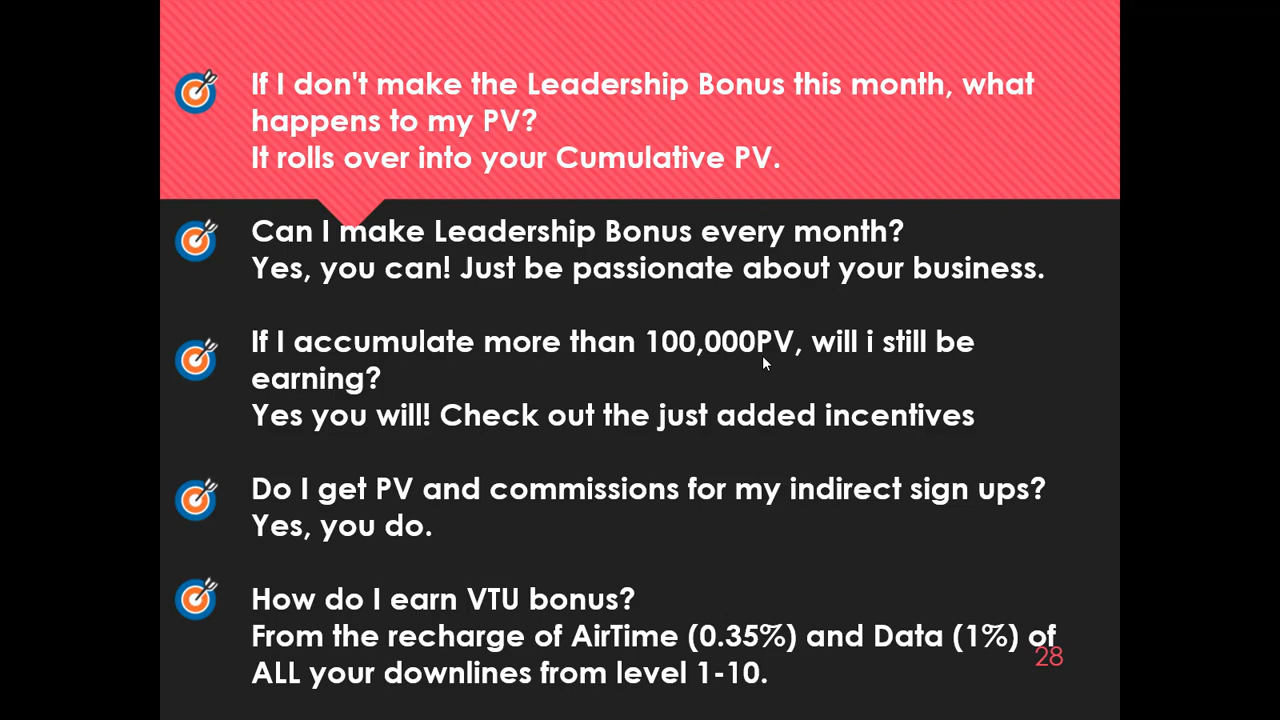 If I don't make the Leadership Bonus this month, what
happens to my PV?
It rolls over into your Cumulative PV.
Can I make Leadership Bonus every month?
Yes, you can! Just be passionate about your business.
If I accumulate more than 100,000PV, will i still be
earning?
Yes you will! Check out the just added incentives
Do I get PV and commissions for my indirect sign ups?
Yes, you do.
How do I earn VTU bonus?
From the recharge of AirTime (0.35%) and Data (1%) of
ALL your downlines from level 1-10.
28